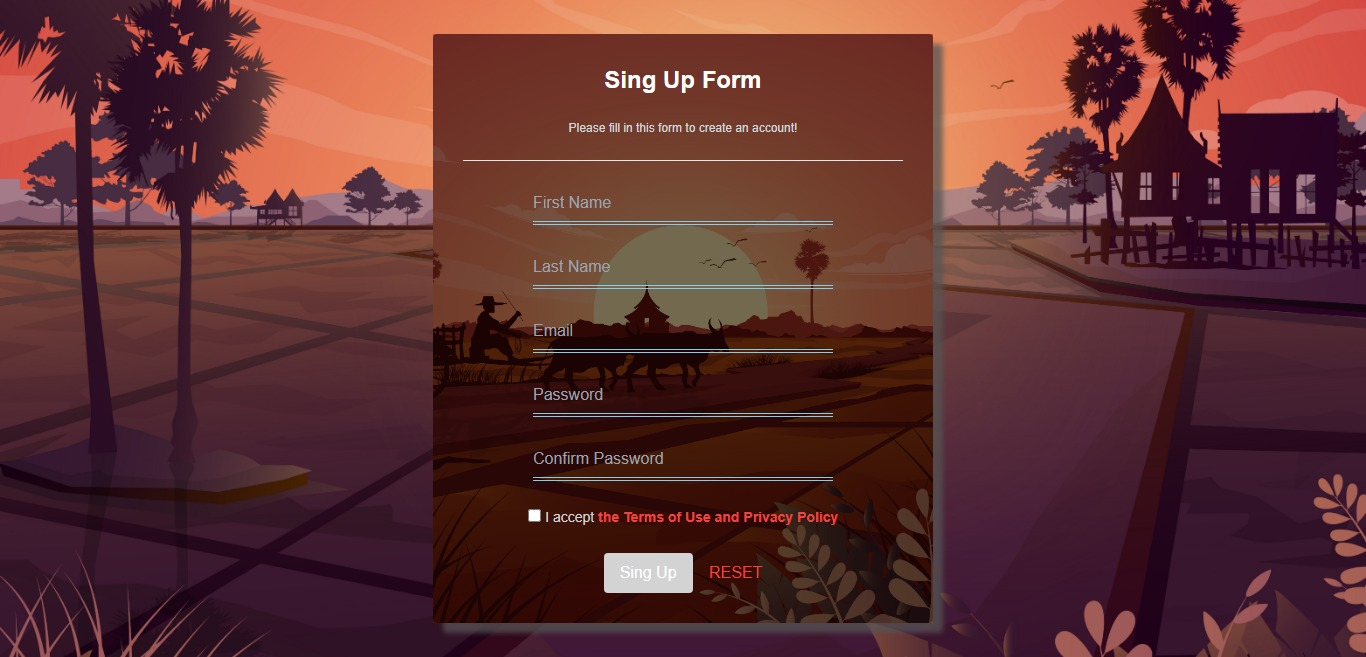 Sing Up Form
Please fill in this form to create an account!
First Name
Last Name
Email
Password
Confirm Password
I accept the Terms of Use and Privacy Policy
Sing Up RESET